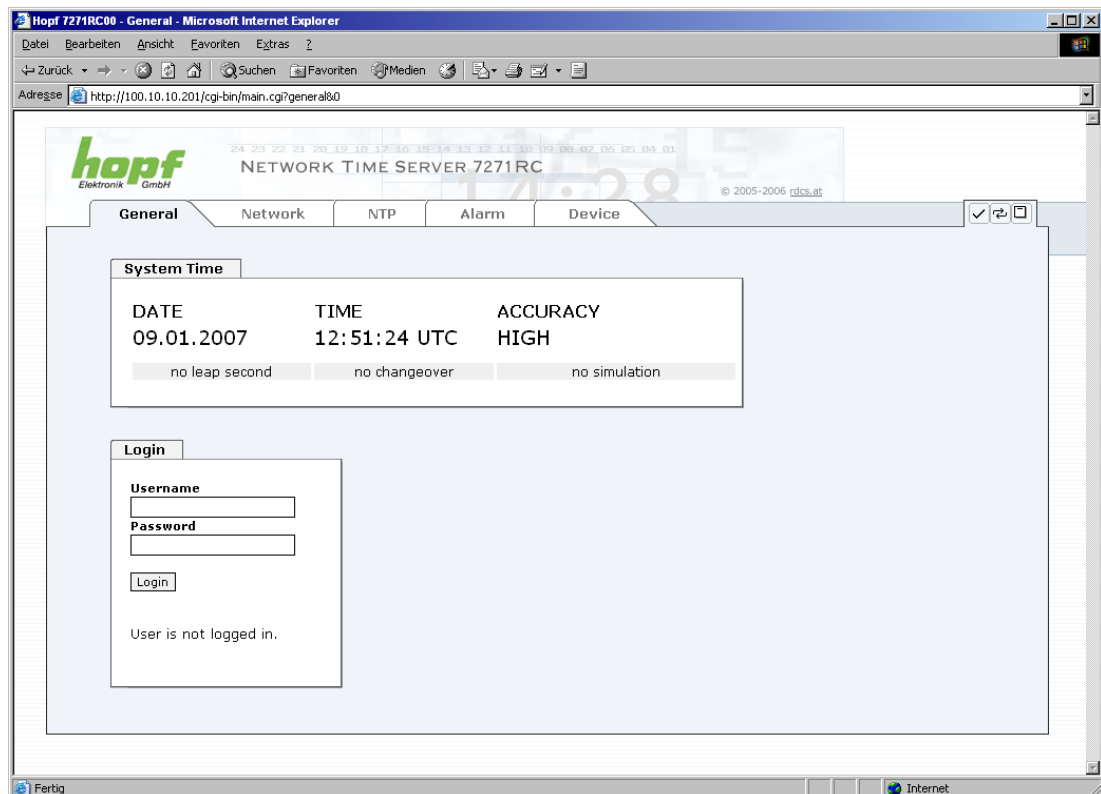 Hopf 7271RC00 - General - Microsoft Internet Explorer
Datei Bearbeiten Ansicht Favoriten Extras ?
Zurück Suchen Favoriten Medien
Adresse http://100.10.10.201/cgi-bin/main.cgi?general&0
24 23 22 21 20 19 18 17 16 15 14 13 12 11 10 09 08 07 06 05 04 01
hopf
Elektronik GmbH
NETWORK TIME SERVER 7271RC
14:28
© 2005-2006 rdcs.at
General Network NTP Alarm Device
System Time
DATE TIME ACCURACY
09.01.2007 12:51:24 UTC HIGH
no leap second no changeover no simulation
Login
Username
Password
Login
User is not logged in.
Fertig Internet